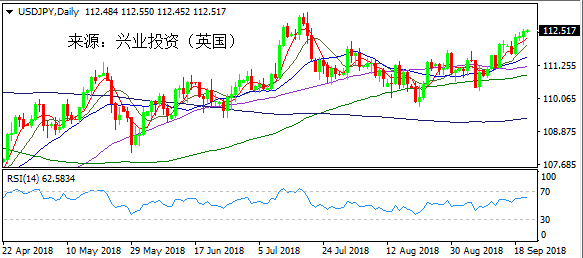 USDJPY,Daily 112.484 112.550 112.452 112.517
来源：兴业投资（英国）
112.517
111.255
110.065
108.875
107.685
RSI(14) 62.5834
100
70
30
0
22 Apr 2018 10 May 2018 29 May 2018 17 Jun 2018 5 Jul 2018 24 Jul 2018 12 Aug 2018 30 Aug 2018 18 Sep 2018